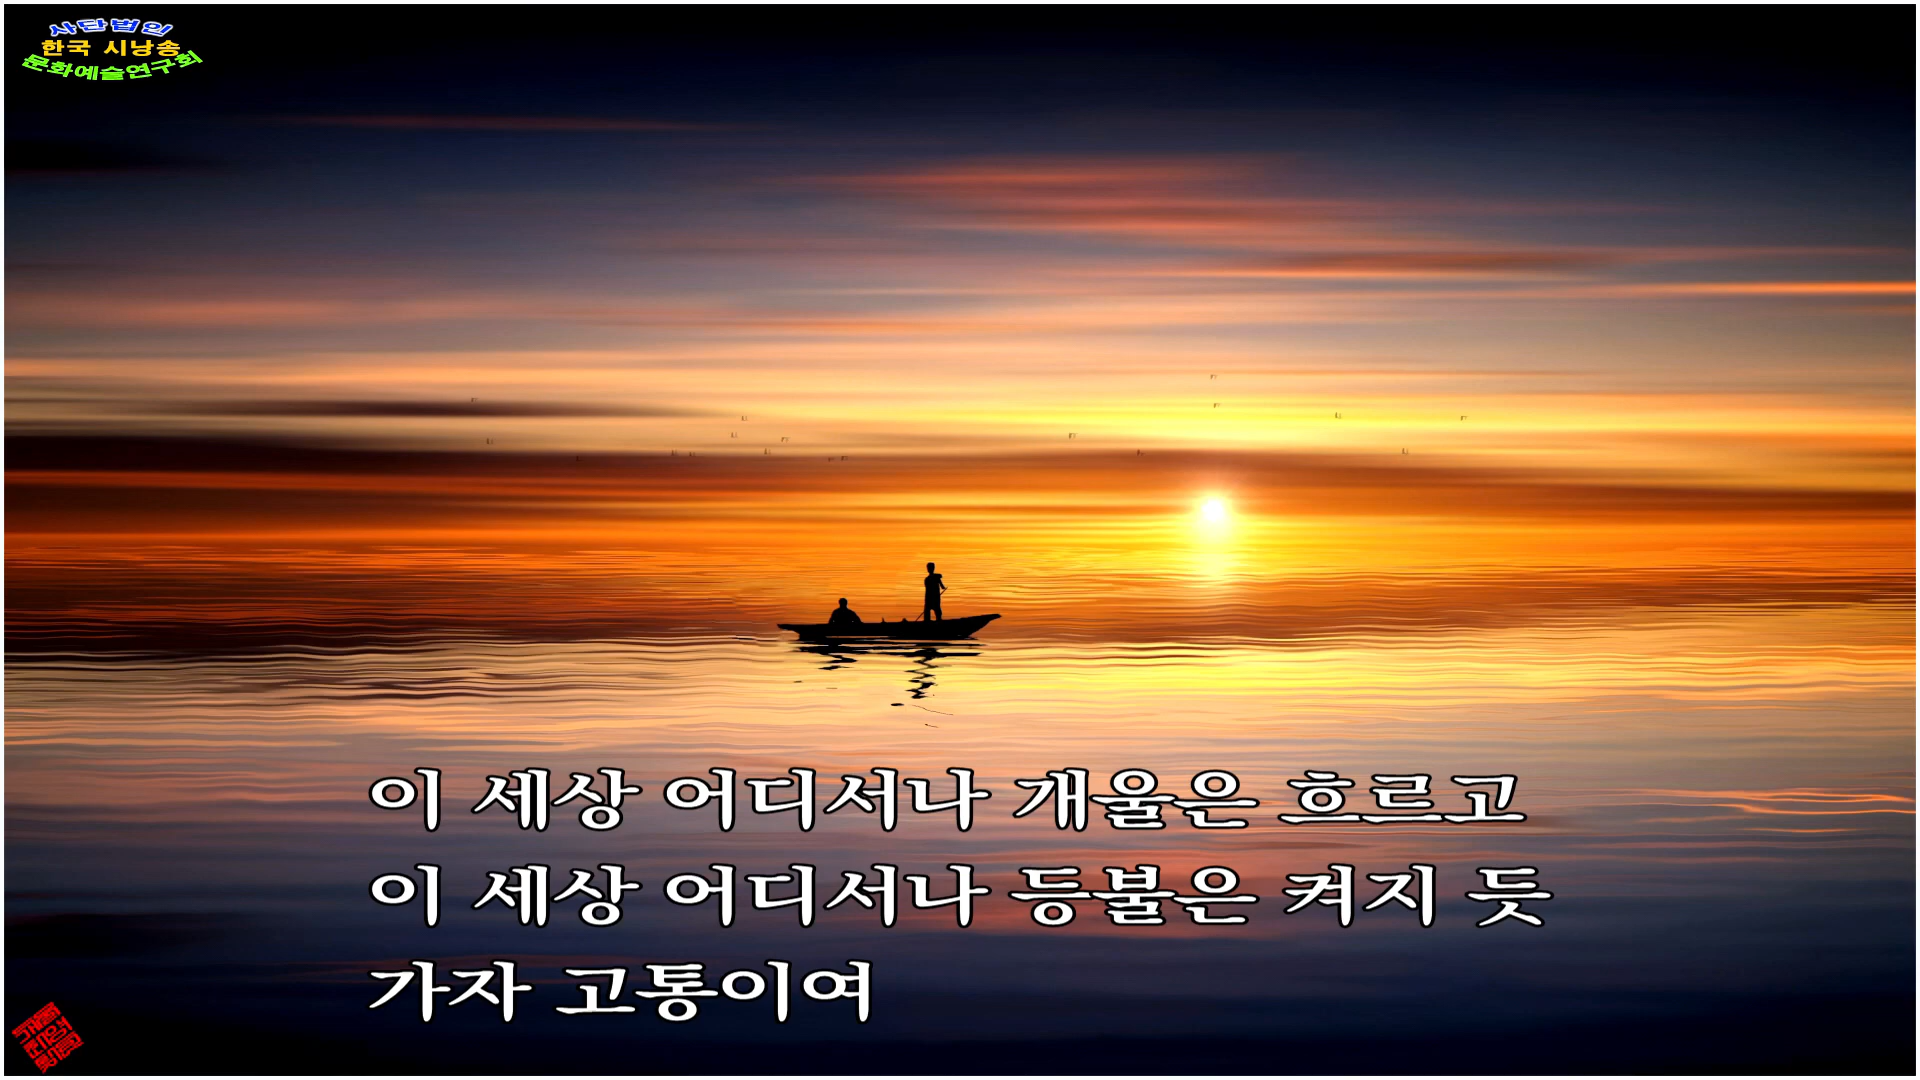 사단법인
한국 시낭송
문화예술연구회
이 세상 어디서나 개울은 흐르고
이 세상 어디서나 등불은 켜지 듯
가자 고통이여